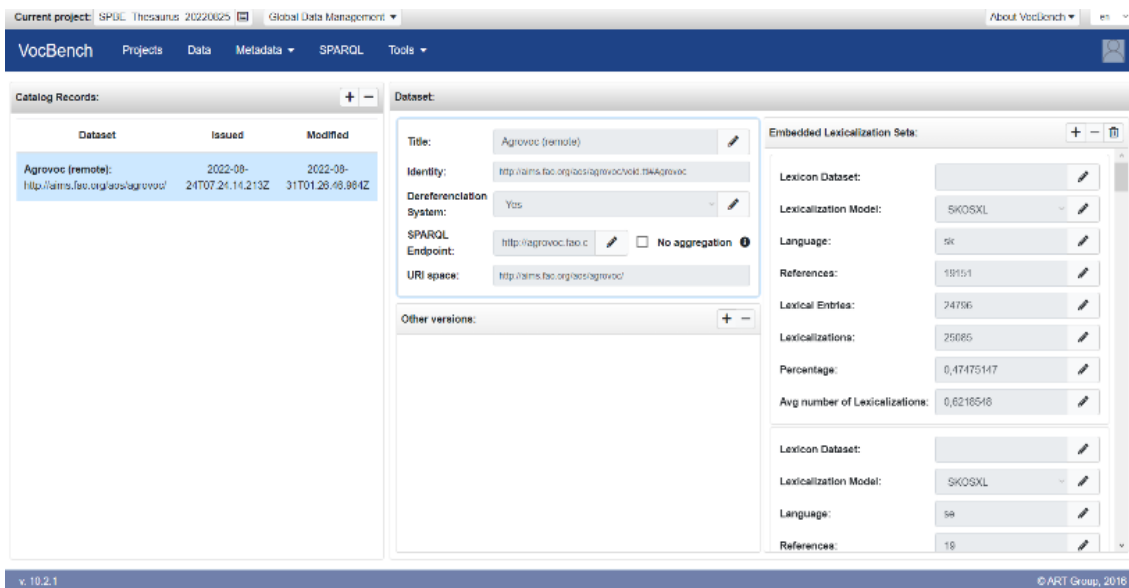 Current project: SPBE Thesaurus 20220825 Global Data Management About VocBench en
VocBench Projects Data Metadata SPARQL Tools
Catalog Records: + −
Dataset Issued Modified
Agrovoc (remote): 2022-08- 2022-08-
http://aims.fao.org/aos/agrovoc/ 24T07.24.14.213Z 31T01.26.46.964Z
Dataset:
Title: Agrovoc (remote)
Identity: http://aims.fao.org/aos/agrovoc/void.ttl#Agrovoc
Dereferenciation
System: Yes
SPARQL
Endpoint: http://agrovoc.fao.c No aggregation
URI space: http://aims.fao.org/aos/agrovoc/
Other versions: + −
Embedded Lexicalization Sets: + −
Lexicon Dataset:
Lexicalization Model: SKOSXL
Language: sk
References: 19151
Lexical Entries: 24796
Lexicalizations: 25085
Percentage: 0,47475147
Avg number of Lexicalizations: 0,6218548
Lexicon Dataset:
Lexicalization Model: SKOSXL
Language:
References: 19
v. 10.2.1 © ART Group, 2016